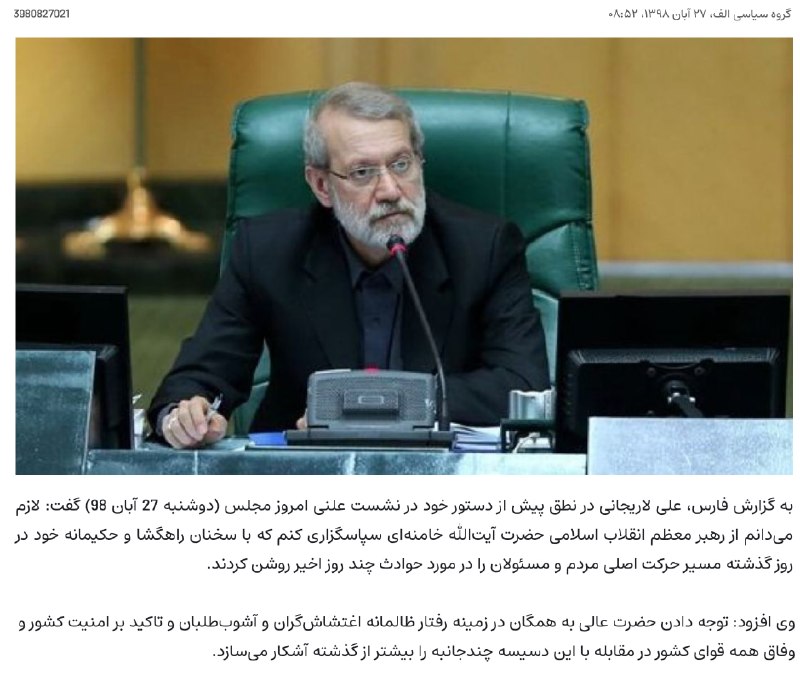 گروه سیاسی الف، ۲۷ آبان ۱۳۹۸، ۰۸:۵۲
3980827021
به گزارش فارس، علی لاریجانی در نطق پیش از دستور خود در نشست علنی امروز مجلس (دوشنبه 27 آبان 98) گفت: لازم
می‌دانم از رهبر معظم انقلاب اسلامی حضرت آیت‌الله خامنه‌ای سپاسگزاری کنم که با سخنان راهگشا و حکیمانه خود در
روز گذشته مسیر حرکت اصلی مردم و مسئولان را در مورد حوادث چند روز اخیر روشن کردند.
وی افزود: توجه دادن حضرت عالی به همگان در زمینه رفتار ظالمانه اغتشاش‌گران و آشوب‌طلبان و تاکید بر امنیت کشور و
وفاق همه قوای کشور در مقابله با این دسیسه چندجانبه را بیشتر از گذشته آشکار می‌سازد.